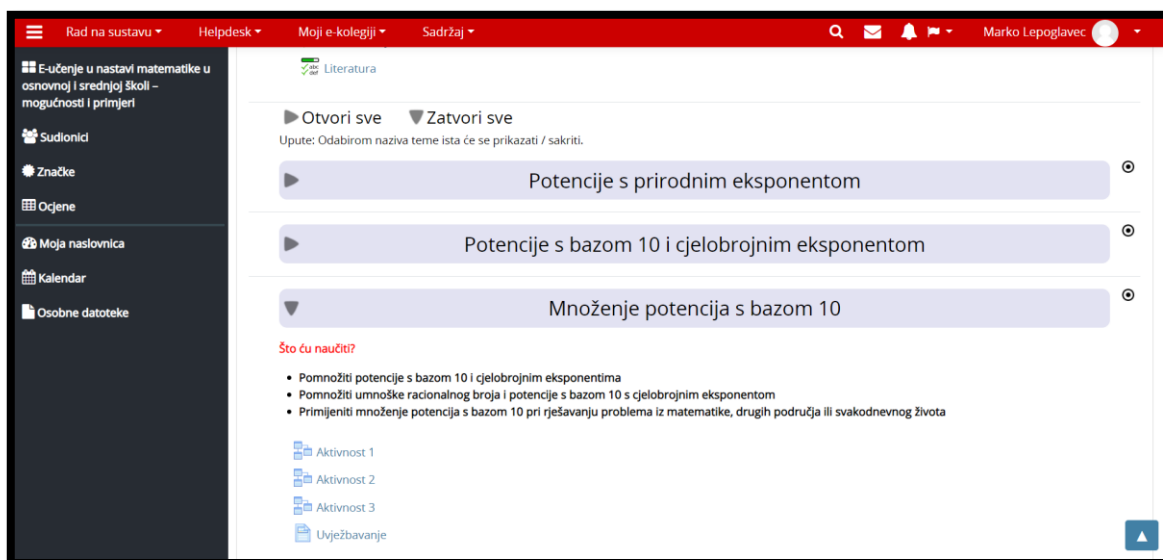 Rad na sustavu
Helpdesk
Moji e-kolegiji
Sadržaj
Marko Lepoglavec
E-učenje u nastavi matematike u
osnovnoj i srednjoj školi –
mogućnosti i primjeri
Sudionici
Značke
Ocjene
Moja naslovnica
Kalendar
Osobne datoteke
Literatura
Otvori sve
Zatvori sve
Upute: Odabirom naziva teme ista će se prikazati / sakriti.
Potencije s prirodnim eksponentom
Potencije s bazom 10 i cjelobrojnim eksponentom
Množenje potencija s bazom 10
Što ću naučiti?
• Pomnožiti potencije s bazom 10 i cjelobrojnim eksponentima
• Pomnožiti umnoške racionalnog broja i potencije s bazom 10 s cjelobrojnim eksponentom
• Primijeniti množenje potencija s bazom 10 pri rješavanju problema iz matematike, drugih područja ili svakodnevnog života
Aktivnost 1
Aktivnost 2
Aktivnost 3
Uvježbavanje